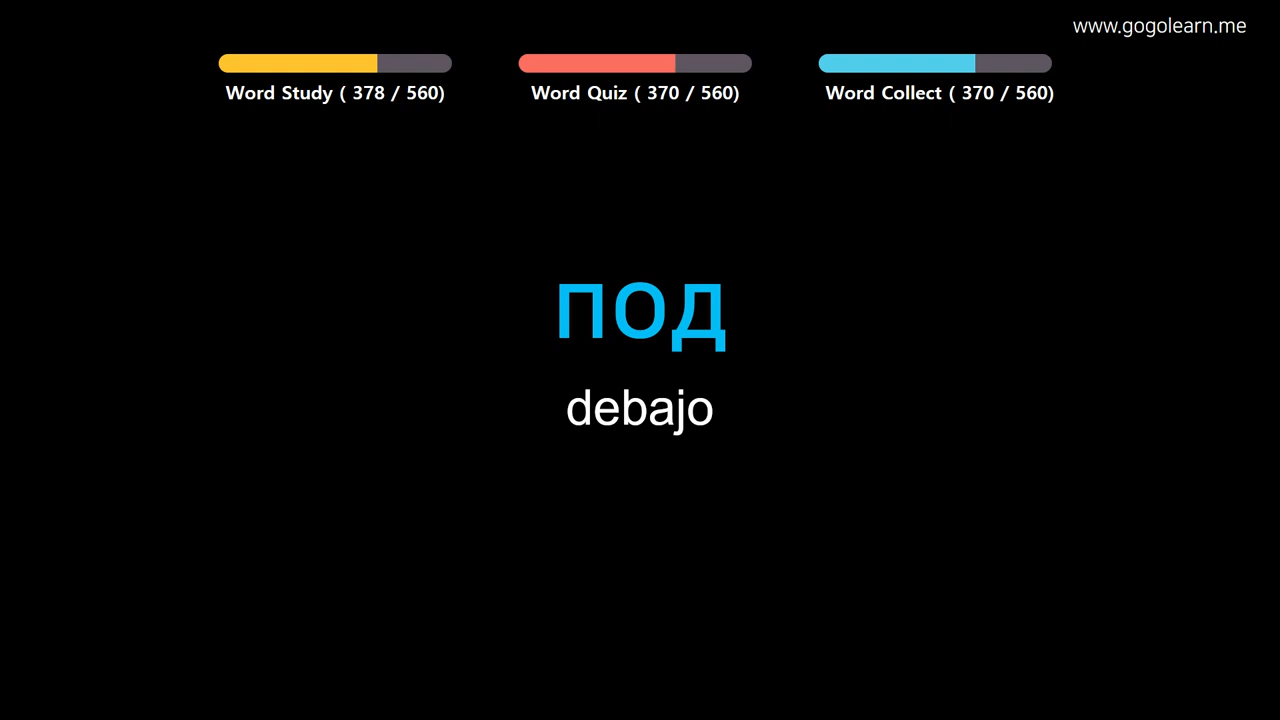 www.gogolearn.me
Word Study ( 378 / 560)
Word Quiz ( 370 / 560)
Word Collect ( 370 / 560)
под
debajo